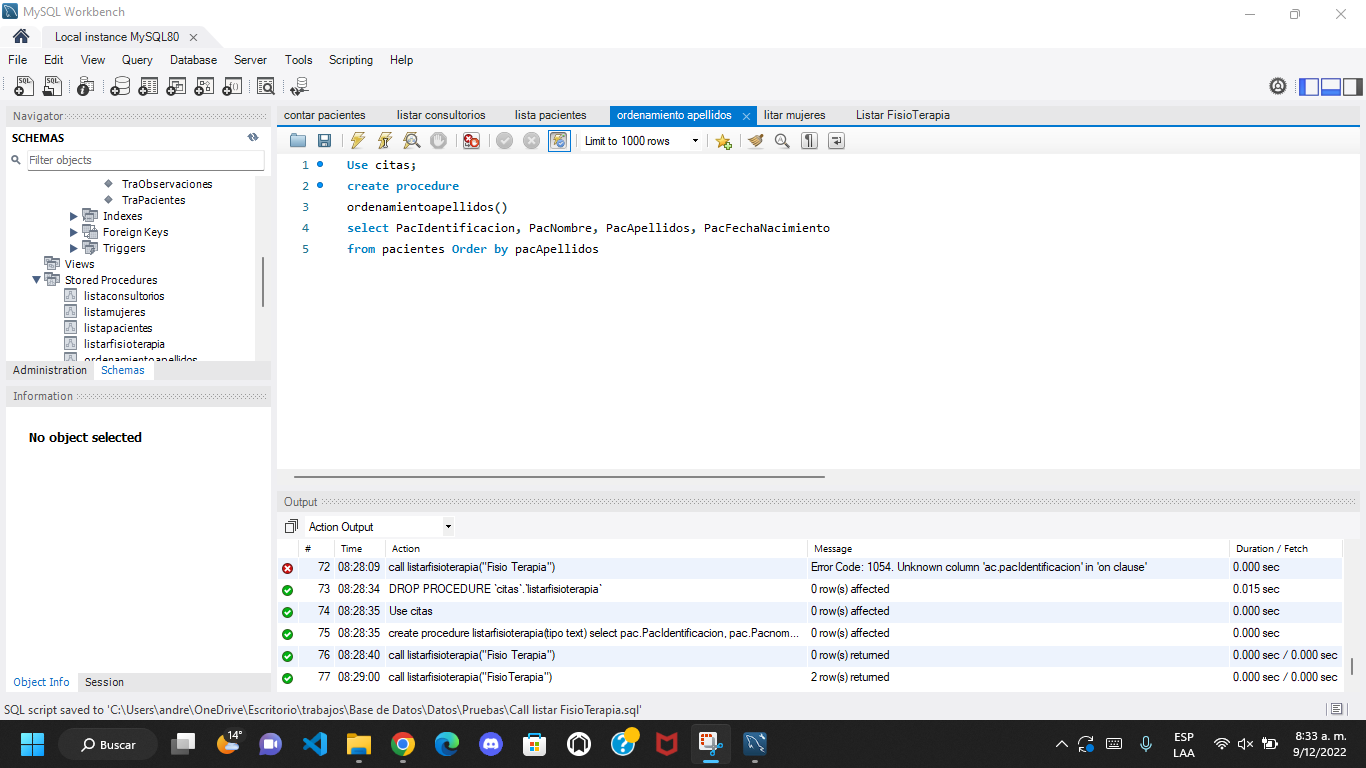 MySQL Workbench
Local instance MySQL80
File Edit View Query Database Server Tools Scripting Help
Navigator
SCHEMAS
Filter objects
TraObservaciones
TraPacientes
Indexes
Foreign Keys
Triggers
Views
Stored Procedures
listaconsultorios
listamujeres
listapacientes
listarfisioterapia
ordenamientoapellidos
Administration Schemas
Information
No object selected
Object Info Session
contar pacientes listar consultorios lista pacientes ordenamiento apellidos litar mujeres Listar FisioTerapia
Limit to 1000 rows
1 Use citas;
2 create procedure
3 ordenamientoapellidos()
4 select PacIdentificacion, PacNombre, PacApellidos, PacFechaNacimiento
5 from pacientes Order by pacApellidos
Output
Action Output
# Time Action Message Duration / Fetch
72 08:28:09 call listarfisioterapia("Fisio Terapia") Error Code: 1054. Unknown column 'ac.pacIdentificacion' in 'on clause' 0.000 sec
73 08:28:34 DROP PROCEDURE `citas`.`listarfisioterapia` 0 row(s) affected 0.015 sec
74 08:28:35 Use citas 0 row(s) affected 0.000 sec
75 08:28:35 create procedure listarfisioterapia(tipo text) select pac.PacIdentificacion, pac.Pacnom... 0 row(s) affected 0.000 sec
76 08:28:40 call listarfisioterapia("Fisio Terapia") 0 row(s) returned 0.000 sec / 0.000 sec
77 08:29:00 call listarfisioterapia("FisioTerapia") 2 row(s) returned 0.000 sec / 0.000 sec
SQL script saved to 'C:\Users\andre\OneDrive\Escritorio\trabajos\Base de Datos\Datos\Pruebas\Call listar FisioTerapia.sql'
Buscar
14°
ESP
LAA
8:33 a. m.
9/12/2022